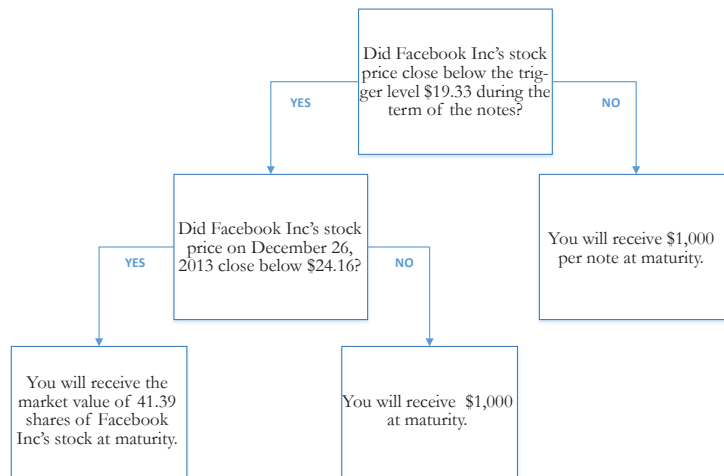 Did Facebook Inc's stock
price close below the trig-
ger level $19.33 during the
term of the notes?
YES
NO
Did Facebook Inc's stock
price on December 26,
2013 close below $24.16?
You will receive $1,000
per note at maturity.
YES
NO
You will receive the
market value of 41.39
shares of Facebook
Inc's stock at maturity.
You will receive $1,000
at maturity.